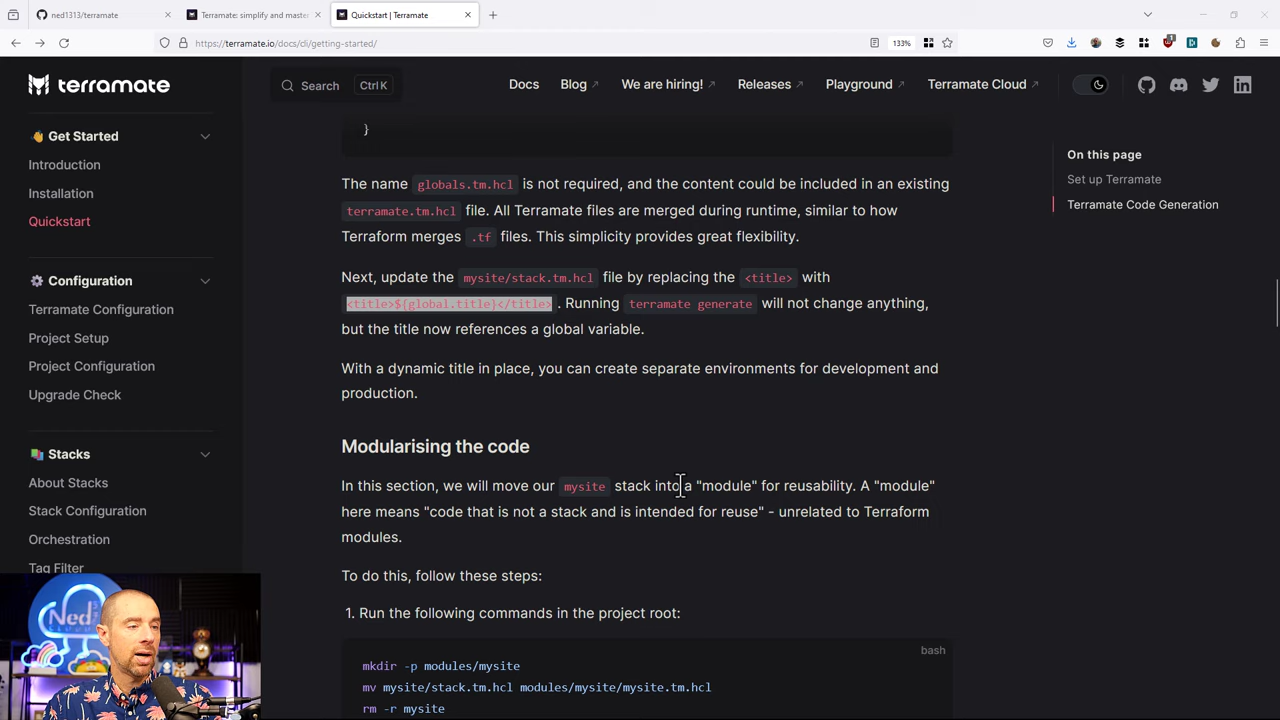 ned1313/terramate
Terramate: simplify and master
Quickstart | Terramate
https://terramate.io/docs/cli/getting-started/
133%
terramate
Search
Ctrl K
Docs
Blog
We are hiring!
Releases
Playground
Terramate Cloud
👋 Get Started
Introduction
Installation
Quickstart
⚙️ Configuration
Terramate Configuration
Project Setup
Project Configuration
Upgrade Check
📚 Stacks
About Stacks
Stack Configuration
Orchestration
Tag Filter
}
The name globals.tm.hcl is not required, and the content could be included in an existing
terramate.tm.hcl file. All Terramate files are merged during runtime, similar to how
Terraform merges .tf files. This simplicity provides great flexibility.
Next, update the mysite/stack.tm.hcl file by replacing the <title> with
<title>${global.title}</title> . Running terramate generate will not change anything,
but the title now references a global variable.
With a dynamic title in place, you can create separate environments for development and
production.
Modularising the code
In this section, we will move our mysite stack into a "module" for reusability. A "module"
here means "code that is not a stack and is intended for reuse" - unrelated to Terraform
modules.
To do this, follow these steps:
1. Run the following commands in the project root:
bash
mkdir -p modules/mysite
mv mysite/stack.tm.hcl modules/mysite/mysite.tm.hcl
rm -r mysite
On this page
Set up Terramate
Terramate Code Generation
Ned